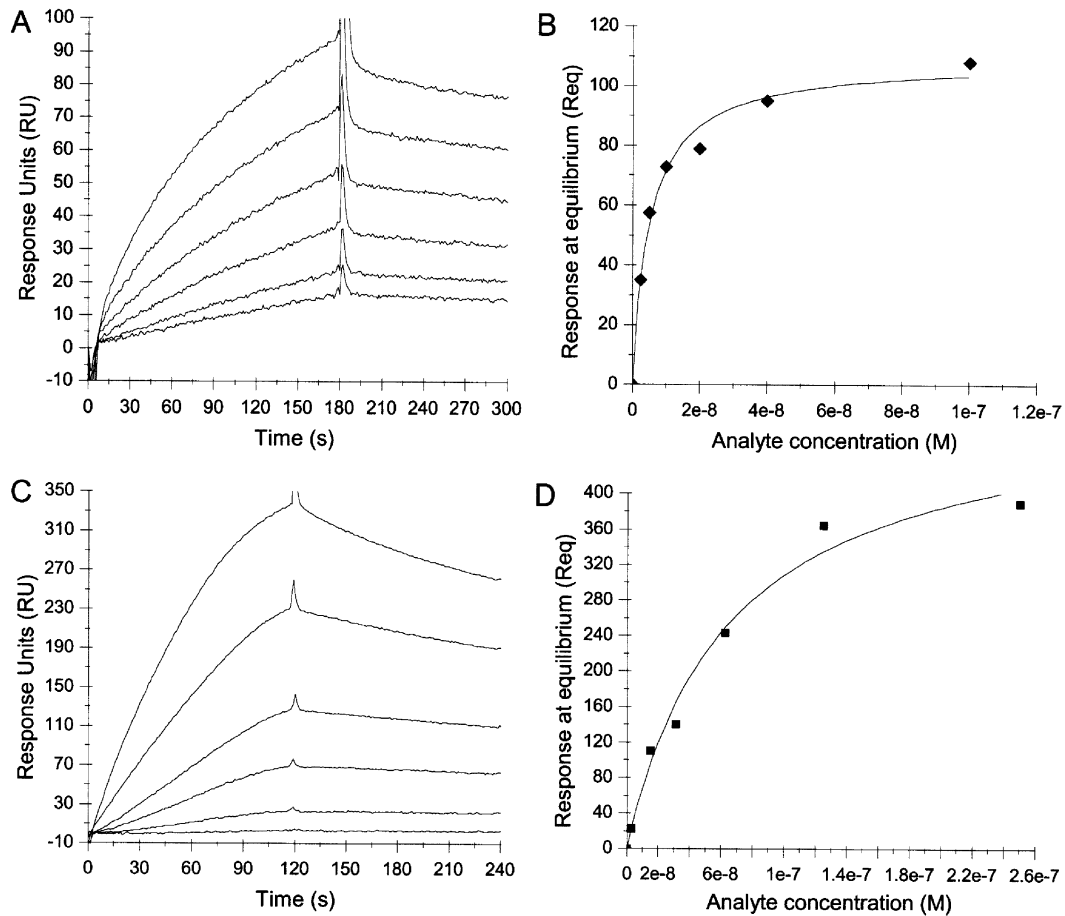 A
100
90
80
70
60
50
40
30
20
10
0
-10
Response Units (RU)
0 30 60 90 120 150 180 210 240 270 300
Time (s)
B
120
100
80
60
40
20
0
Response at equilibrium (Req)
0 2e-8 4e-8 6e-8 8e-8 1e-7 1.2e-7
Analyte concentration (M)
C
350
310
270
230
190
150
110
70
30
-10
Response Units (RU)
0 30 60 90 120 150 180 210 240
Time (s)
D
400
360
320
280
240
200
160
120
80
40
0
Response at equilibrium (Req)
0 2e-8 6e-8 1e-7 1.4e-7 1.8e-7 2.2e-7 2.6e-7
Analyte concentration (M)